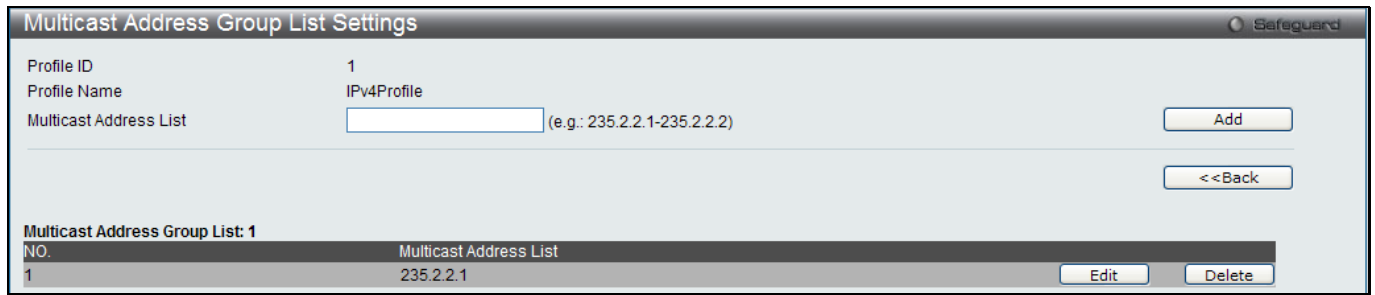 Multicast Address Group List Settings
Safeguard
Profile ID 1
Profile Name IPv4Profile
Multicast Address List (e.g.: 235.2.2.1-235.2.2.2) Add
<<Back
Multicast Address Group List: 1
NO. Multicast Address List
1 235.2.2.1 Edit Delete